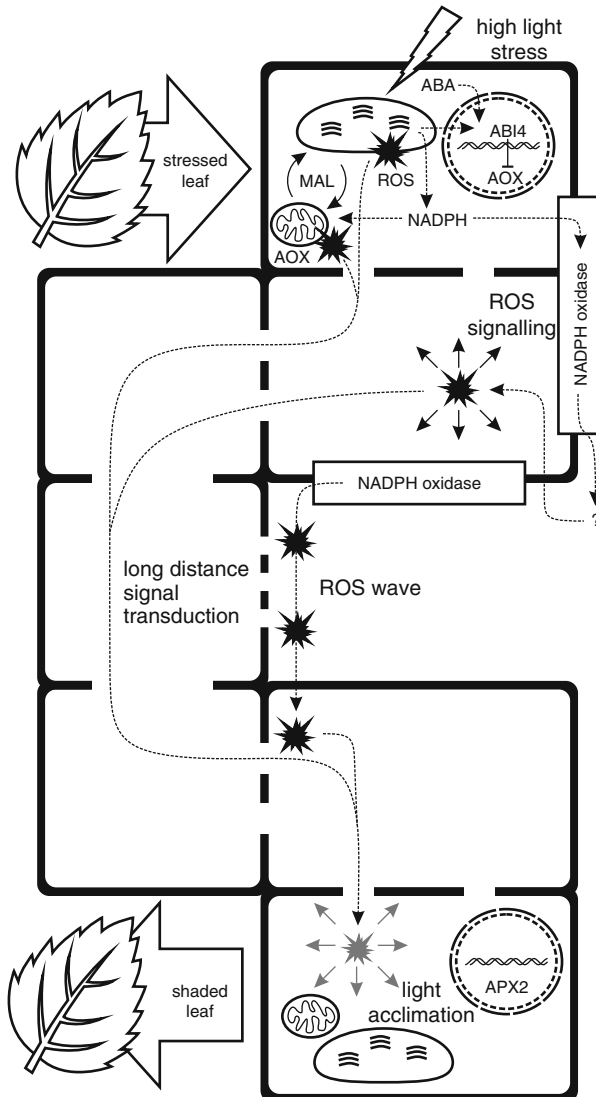 high light
stress
ABA
ABI4
AOX
stressed
leaf
MAL
ROS
NADPH
AOX
ROS
signalling
NADPH oxidase
NADPH oxidase
?
long distance
signal
transduction
ROS wave
shaded
leaf
light
acclimation
APX2